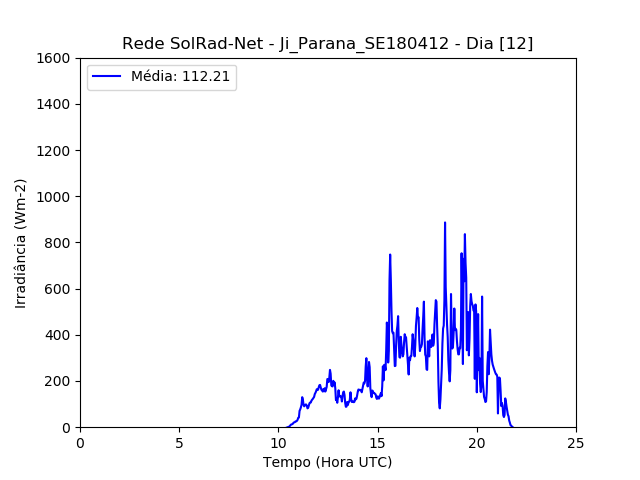 Rede SolRad-Net - Ji_Parana_SE180412 - Dia [12]
Média: 112.21
1600
1400
1200
1000
800
600
400
200
0
Irradiância (Wm-2)
0 5 10 15 20 25
Tempo (Hora UTC)